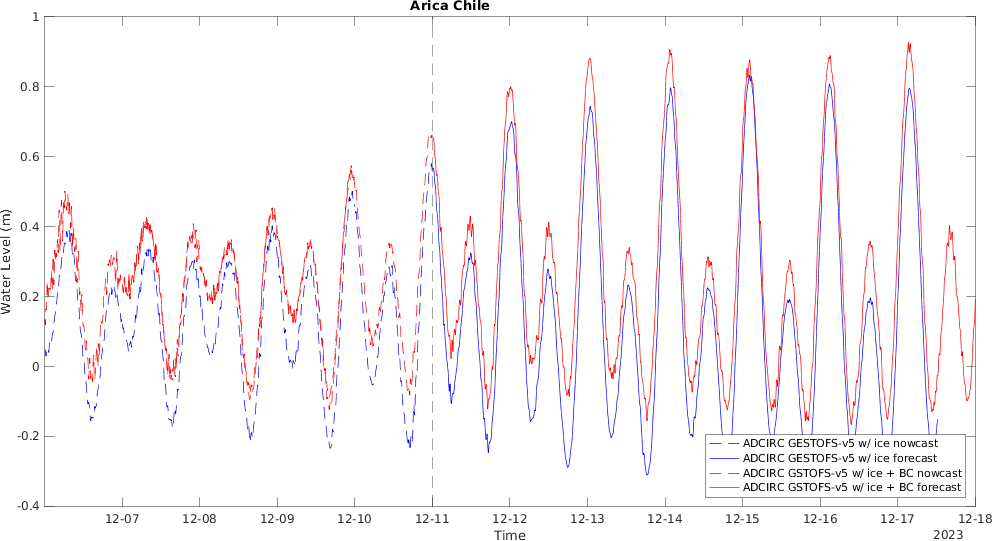 Arica Chile
1
0.8
0.6
0.4
0.2
0
-0.2
-0.4
Water Level (m)
ADCIRC GESTOFS-v5 w/ ice nowcast
ADCIRC GESTOFS-v5 w/ ice forecast
ADCIRC GSTOFS-v5 w/ ice + BC nowcast
ADCIRC GSTOFS-v5 w/ ice + BC forecast
12-07 12-08 12-09 12-10 12-11 12-12 12-13 12-14 12-15 12-16 12-17 12-18
Time
2023